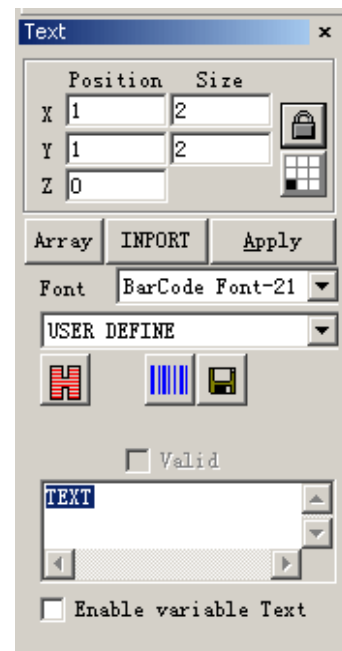 Text ×
Position Size
X 1 2
Y 1 2
Z 0
Array INPORT Apply
Font BarCode Font-21
USER DEFINE
Valid
TEXT
Enable variable Text